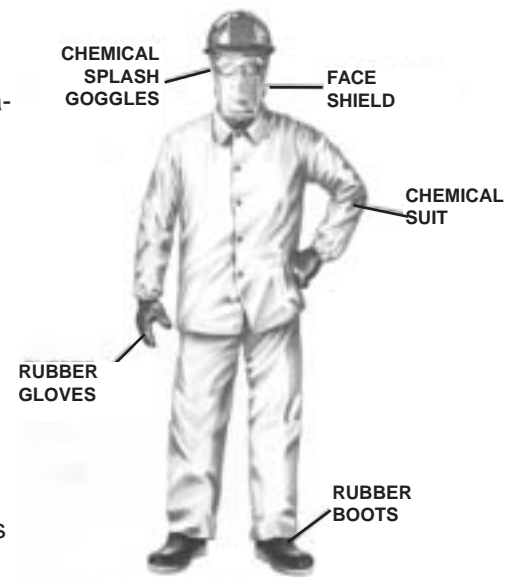 CHEMICAL
SPLASH
GOGGLES
FACE
SHIELD
a-
CHEMICAL
SUIT
RUBBER
GLOVES
RUBBER
BOOTS
s